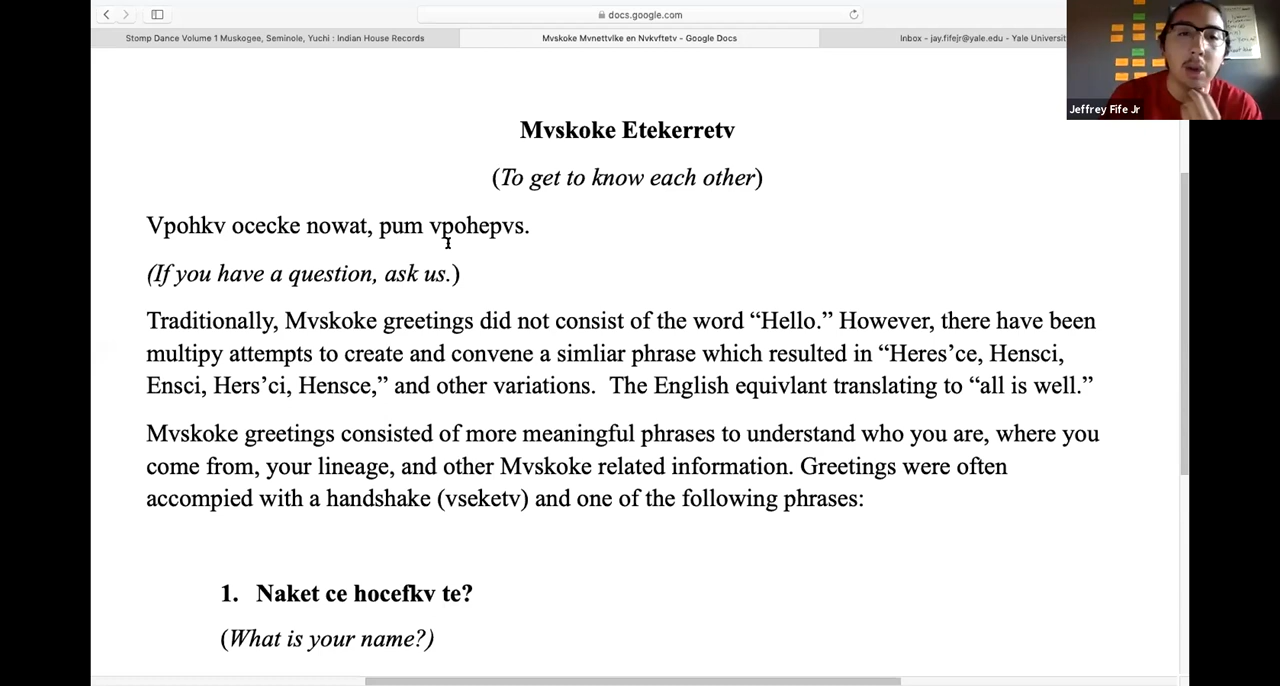 docs.google.com
Stomp Dance Volume 1 Muskogee, Seminole, Yuchi : Indian House Records
Mvskoke Mvnettvlke en Nvkvftetv - Google Docs
Inbox - jay.fifejr@yale.edu - Yale Universit
Jeffrey Fife Jr
Mvskoke Etekerretv
(To get to know each other)
Vpohkv ocecke nowat, pum vpohepvs.
(If you have a question, ask us.)
Traditionally, Mvskoke greetings did not consist of the word “Hello.” However, there have been
multipy attempts to create and convene a simliar phrase which resulted in “Heres’ce, Hensci,
Ensci, Hers’ci, Hensce,” and other variations.  The English equivlant translating to “all is well.”
Mvskoke greetings consisted of more meaningful phrases to understand who you are, where you
come from, your lineage, and other Mvskoke related information. Greetings were often
accompied with a handshake (vseketv) and one of the following phrases:
1. Naket ce hocefkv te?
(What is your name?)